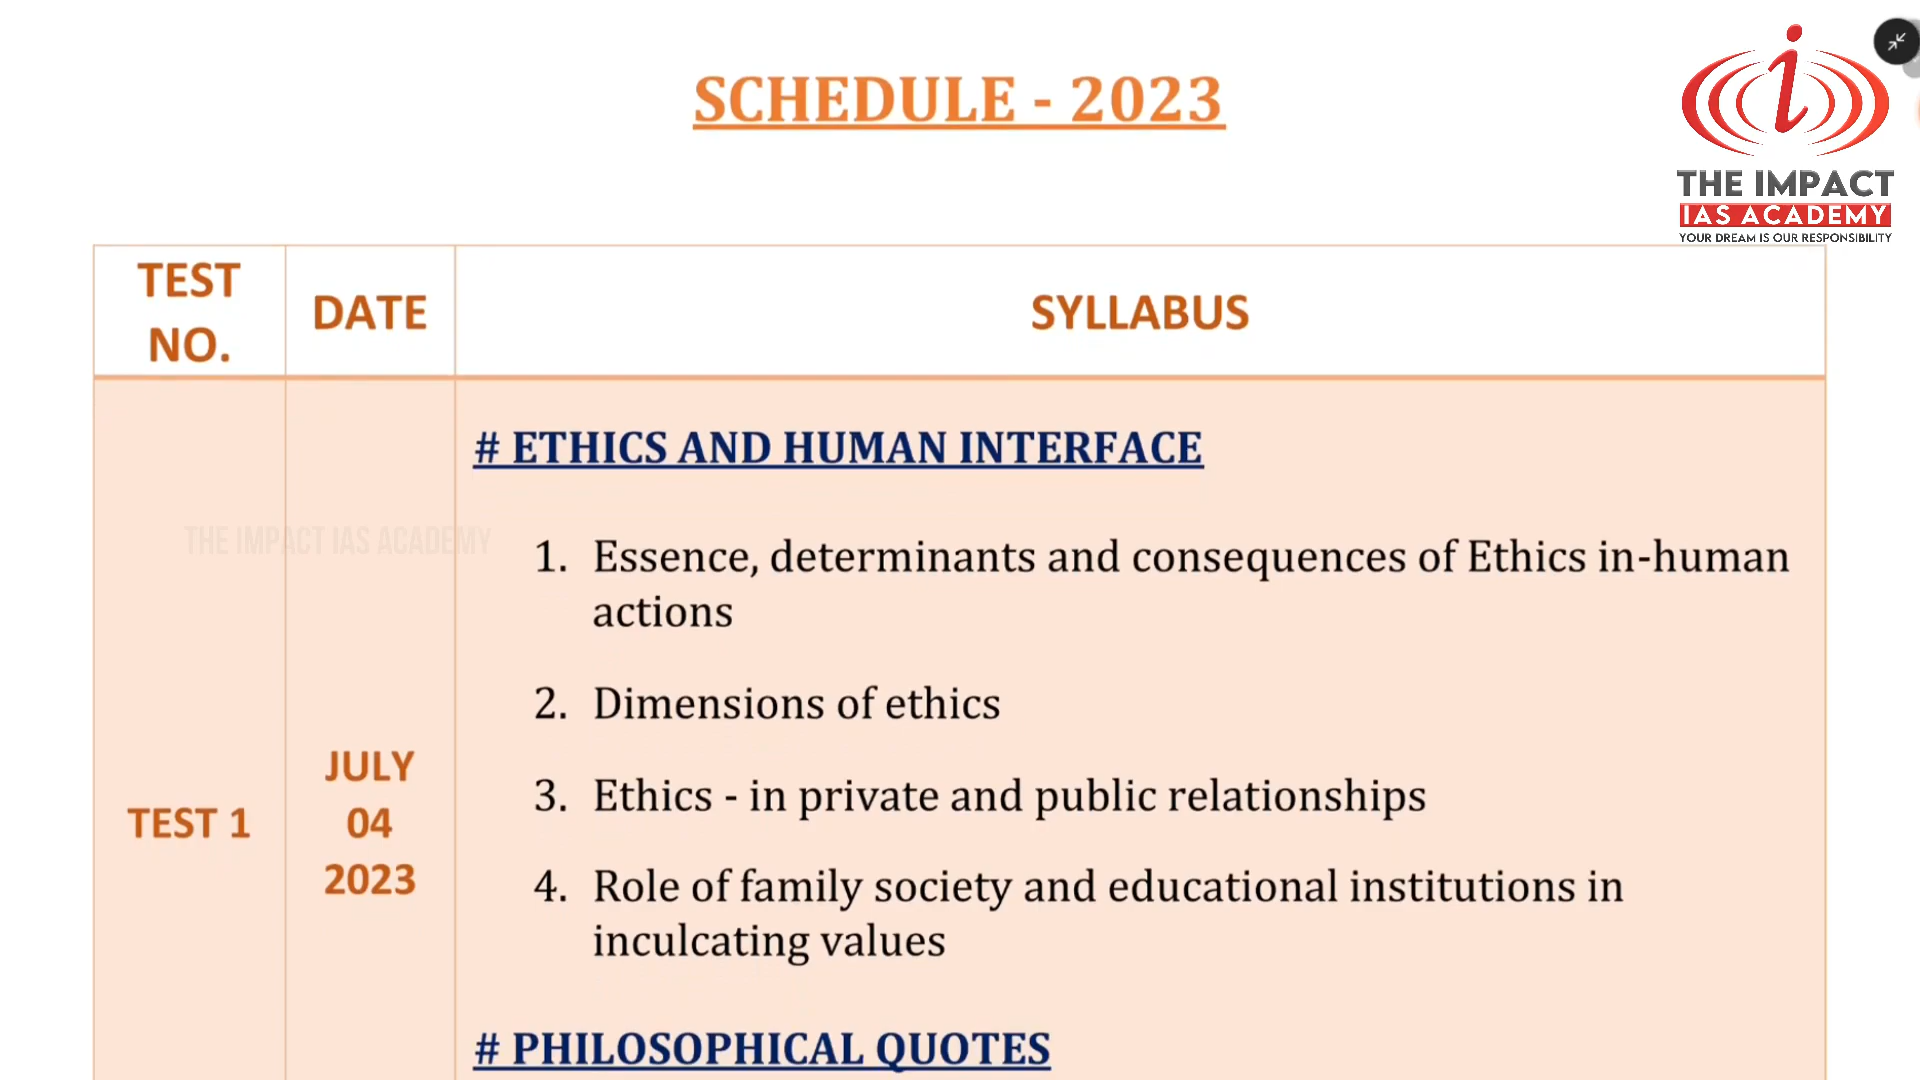 SCHEDULE - 2023
i
THE IMPACT
IAS ACADEMY
YOUR DREAM IS OUR RESPONSIBILITY
TEST
NO.
DATE
SYLLABUS
# ETHICS AND HUMAN INTERFACE
THE IMPACT IAS ACADEMY
1. Essence, determinants and consequences of Ethics in-human
actions
2. Dimensions of ethics
JULY
04
2023
TEST 1
3. Ethics - in private and public relationships
4. Role of family society and educational institutions in
inculcating values
# PHILOSOPHICAL QUOTES